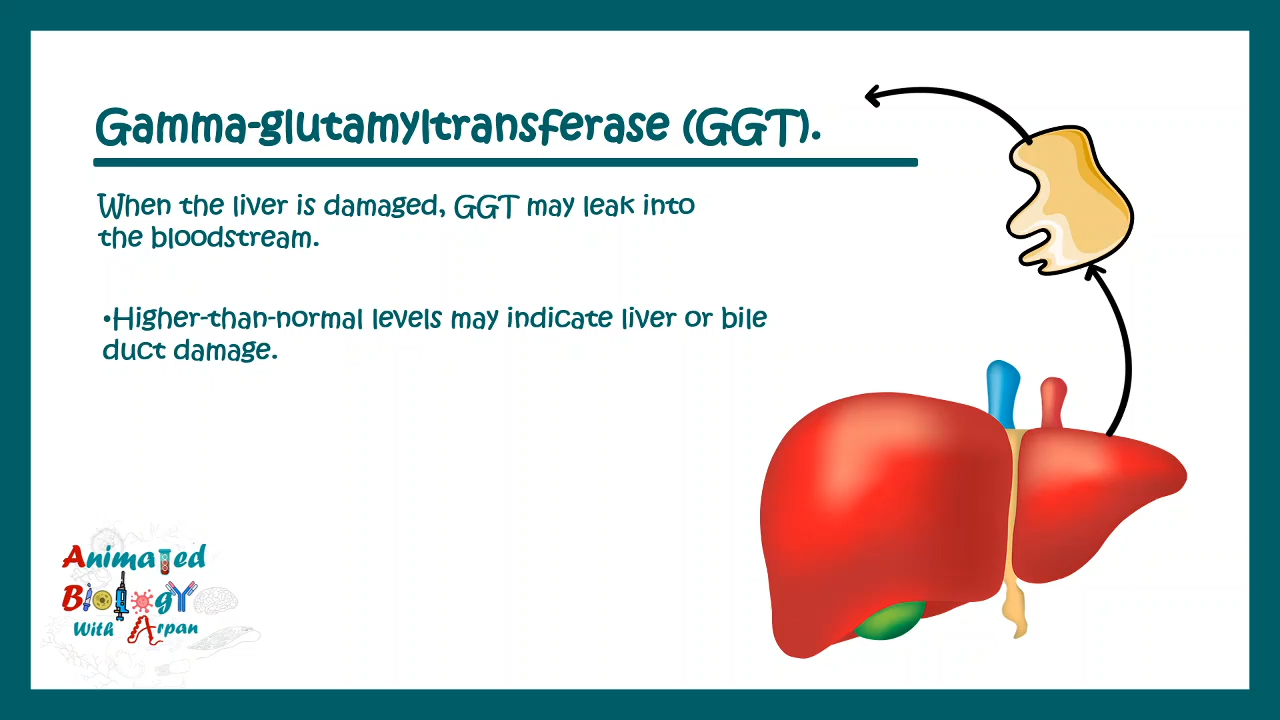 Gamma-glutamyltransferase (GGT).
When the liver is damaged, GGT may leak into
the bloodstream.
•Higher-than-normal levels may indicate liver or bile
duct damage.
Animated
Biology
With Arpan